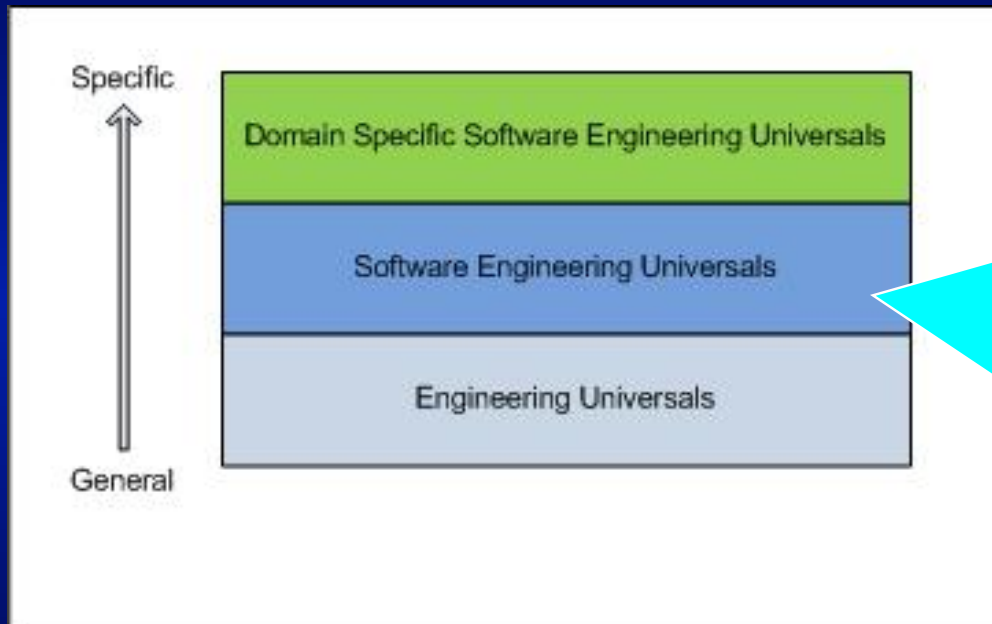 Specific
Domain Specific Software Engineering Universals
Software Engineering Universals
Engineering Universals
General